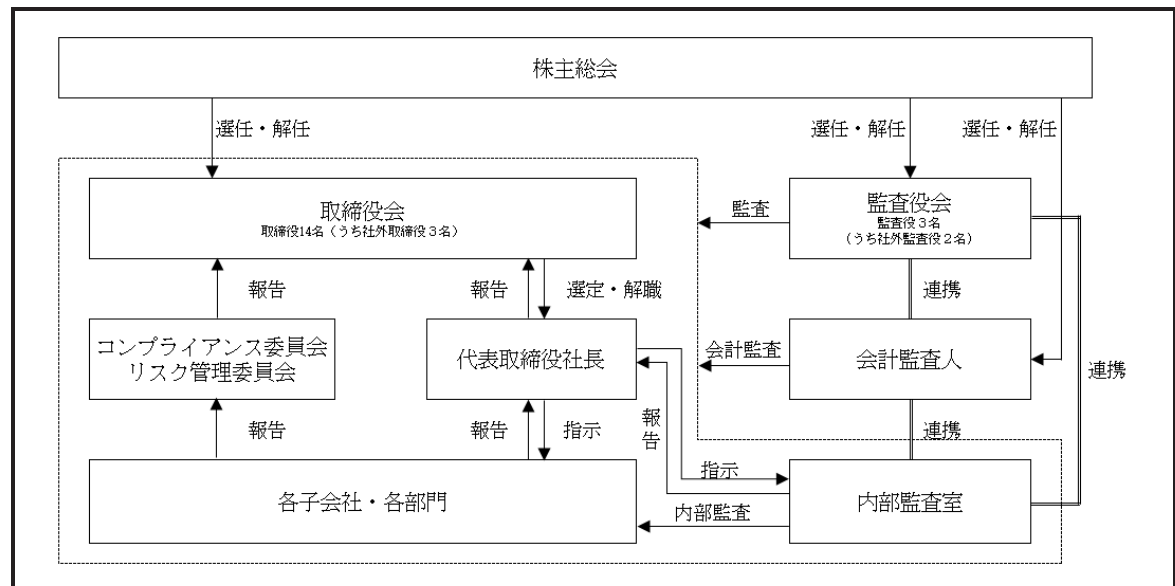 株主総会
選任・解任
選任・解任
選任・解任
取締役会
取締役14名（うち社外取締役３名）
監査
監査役会
監査役３名
（うち社外監査役２名）
報告
報告
選定・解職
連携
コンプライアンス委員会
リスク管理委員会
代表取締役社長
会計監査
会計監査人
連携
報告
報告
指示
報告
連携
指示
各子会社・各部門
内部監査
内部監査室